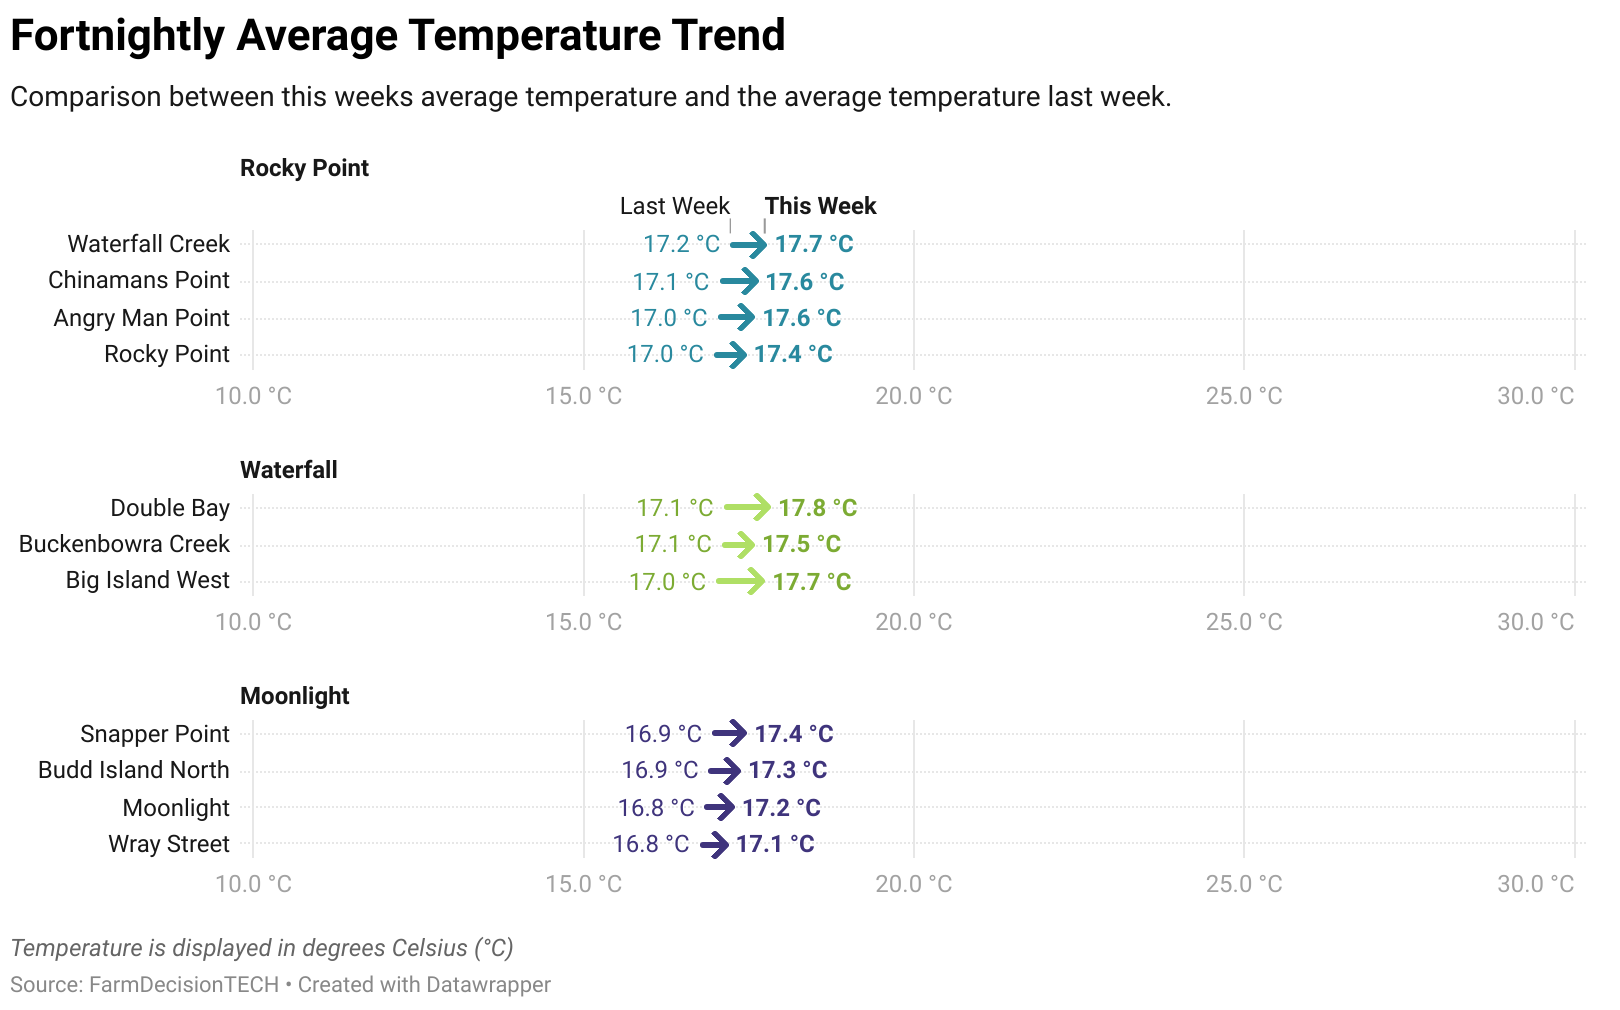 Fortnightly Average Temperature Trend
Comparison between this weeks average temperature and the average temperature last week.
Rocky Point
Last Week This Week
Waterfall Creek 17.2 °C 17.7 °C
Chinamans Point 17.1 °C 17.6 °C
Angry Man Point 17.0 °C 17.6 °C
Rocky Point 17.0 °C 17.4 °C
10.0 °C 15.0 °C 20.0 °C 25.0 °C 30.0 °C
Waterfall
Double Bay 17.1 °C 17.8 °C
Buckenbowra Creek 17.1 °C 17.5 °C
Big Island West 17.0 °C 17.7 °C
10.0 °C 15.0 °C 20.0 °C 25.0 °C 30.0 °C
Moonlight
Snapper Point 16.9 °C 17.4 °C
Budd Island North 16.9 °C 17.3 °C
Moonlight 16.8 °C 17.2 °C
Wray Street 16.8 °C 17.1 °C
10.0 °C 15.0 °C 20.0 °C 25.0 °C 30.0 °C
Temperature is displayed in degrees Celsius (°C)
Source: FarmDecisionTECH • Created with Datawrapper